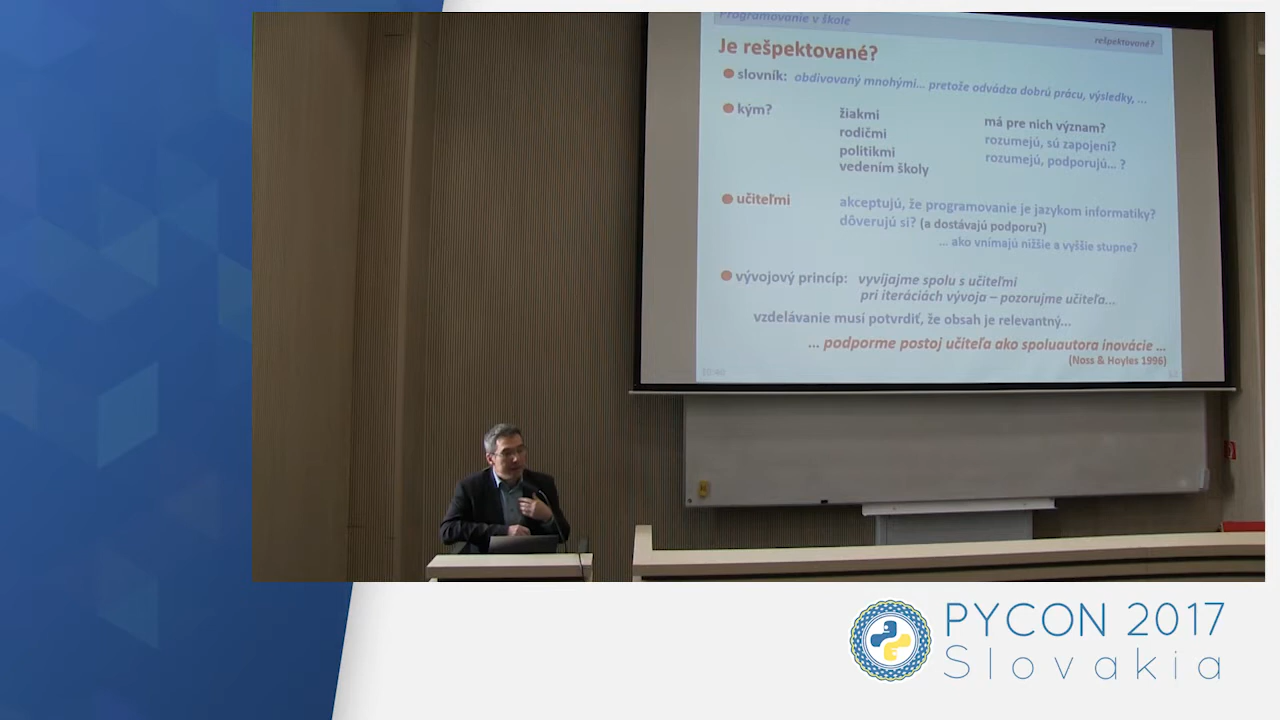 Programovanie v škole
rešpektované?
Je rešpektované?
slovník: obdivovaný mnohými... pretože odvádza dobrú prácu, výsledky, ...
kým? žiakmi má pre nich význam?
rodičmi rozumejú, sú zapojení?
politikmi rozumejú, podporujú... ?
vedením školy
učiteľmi akceptujú, že programovanie je jazykom informatiky?
dôverujú si? (a dostávajú podporu?)
... ako vnímajú nižšie a vyššie stupne?
vývojový princíp: vyvíjajme spolu s učiteľmi
pri iteráciách vývoja – pozorujme učiteľa...
vzdelávanie musí potvrdiť, že obsah je relevantný...
... podporme postoj učiteľa ako spoluautora inovácie ...
(Noss & Hoyles 1996)
PYCON 2017
Slovakia